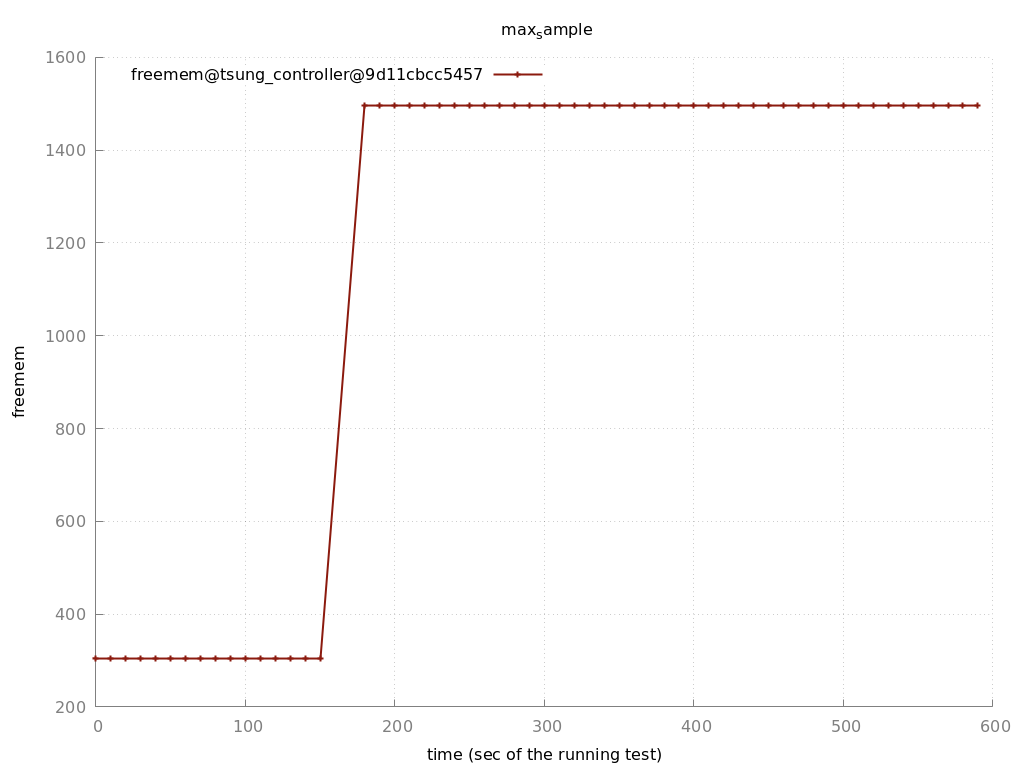 max_sample
freemem@tsung_controller@9d11cbcc5457
1600
1400
1200
1000
800
600
400
200
freemem
0 100 200 300 400 500 600
time (sec of the running test)